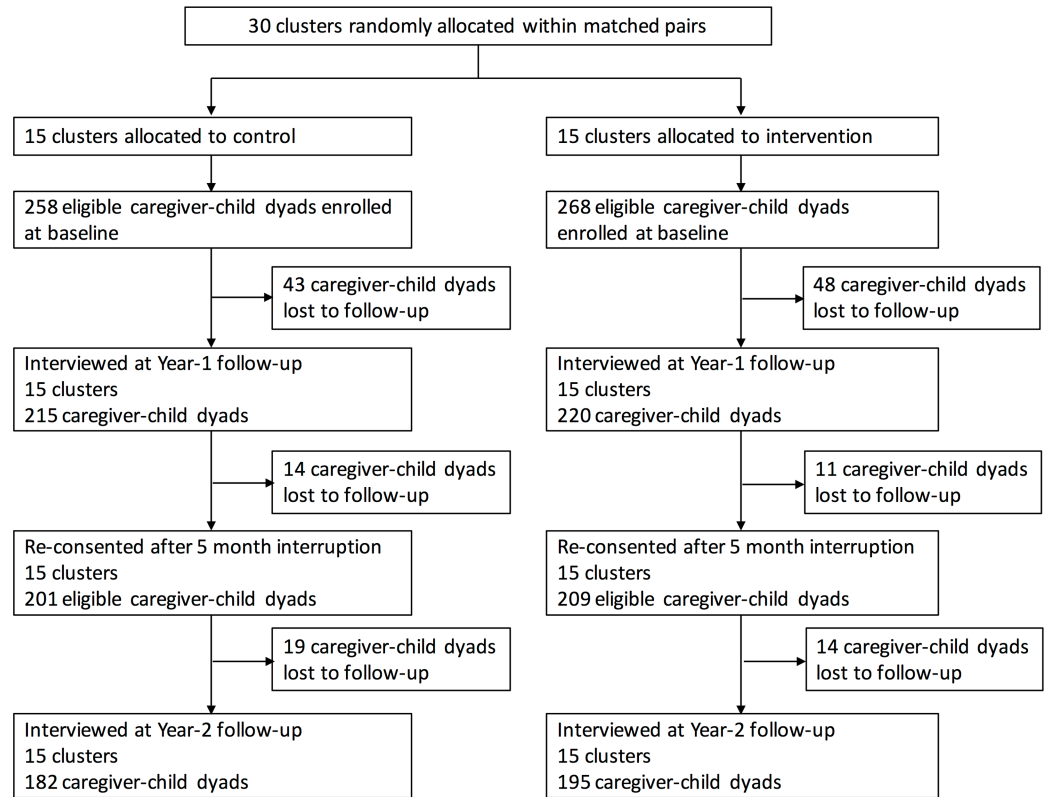 30 clusters randomly allocated within matched pairs
15 clusters allocated to control
15 clusters allocated to intervention
258 eligible caregiver-child dyads enrolled
at baseline
268 eligible caregiver-child dyads
enrolled at baseline
43 caregiver-child dyads
lost to follow-up
48 caregiver-child dyads
lost to follow-up
Interviewed at Year-1 follow-up
15 clusters
215 caregiver-child dyads
Interviewed at Year-1 follow-up
15 clusters
220 caregiver-child dyads
14 caregiver-child dyads
lost to follow-up
11 caregiver-child dyads
lost to follow-up
Re-consented after 5 month interruption
15 clusters
201 eligible caregiver-child dyads
Re-consented after 5 month interruption
15 clusters
209 eligible caregiver-child dyads
19 caregiver-child dyads
lost to follow-up
14 caregiver-child dyads
lost to follow-up
Interviewed at Year-2 follow-up
15 clusters
182 caregiver-child dyads
Interviewed at Year-2 follow-up
15 clusters
195 caregiver-child dyads